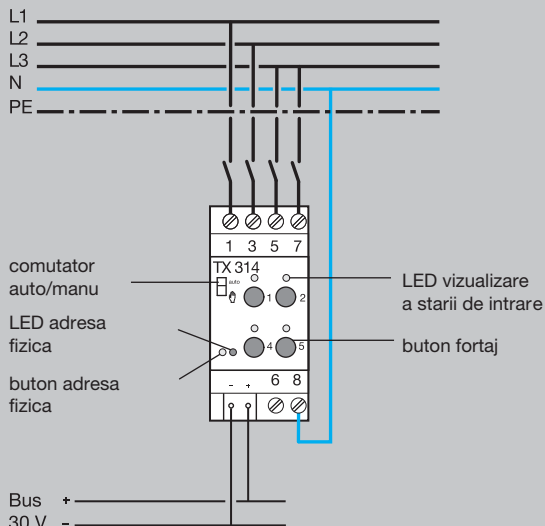 L1
L2
L3
N
PE
1 3 5 7
TX 314
auto
1 2
4 5
- + 6 8
comutator
auto/manu
LED adresa
fizica
buton adresa
fizica
LED vizualizare
a starii de intrare
buton fortaj
Bus +
30 V -